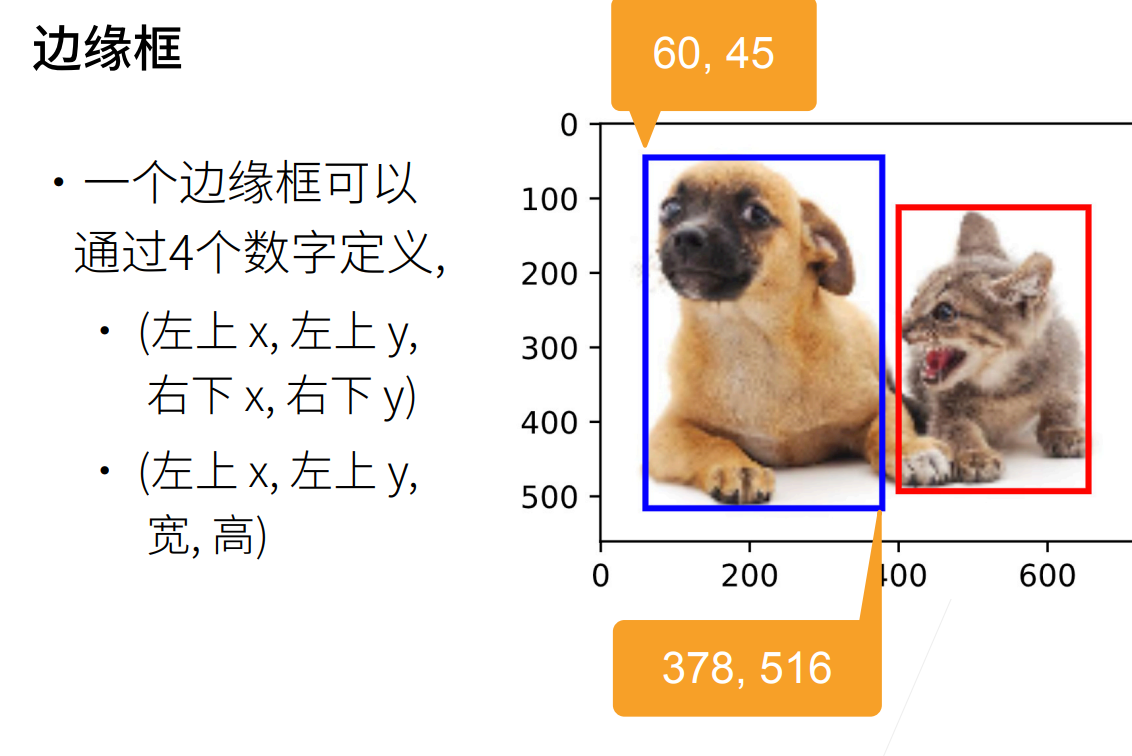 边缘框
60, 45
• 一个边缘框可以
通过4个数字定义,
• (左上 x, 左上 y,
右下 x, 右下 y)
• (左上 x, 左上 y,
宽, 高)
0
100
200
300
400
500
0 200 400 600
378, 516